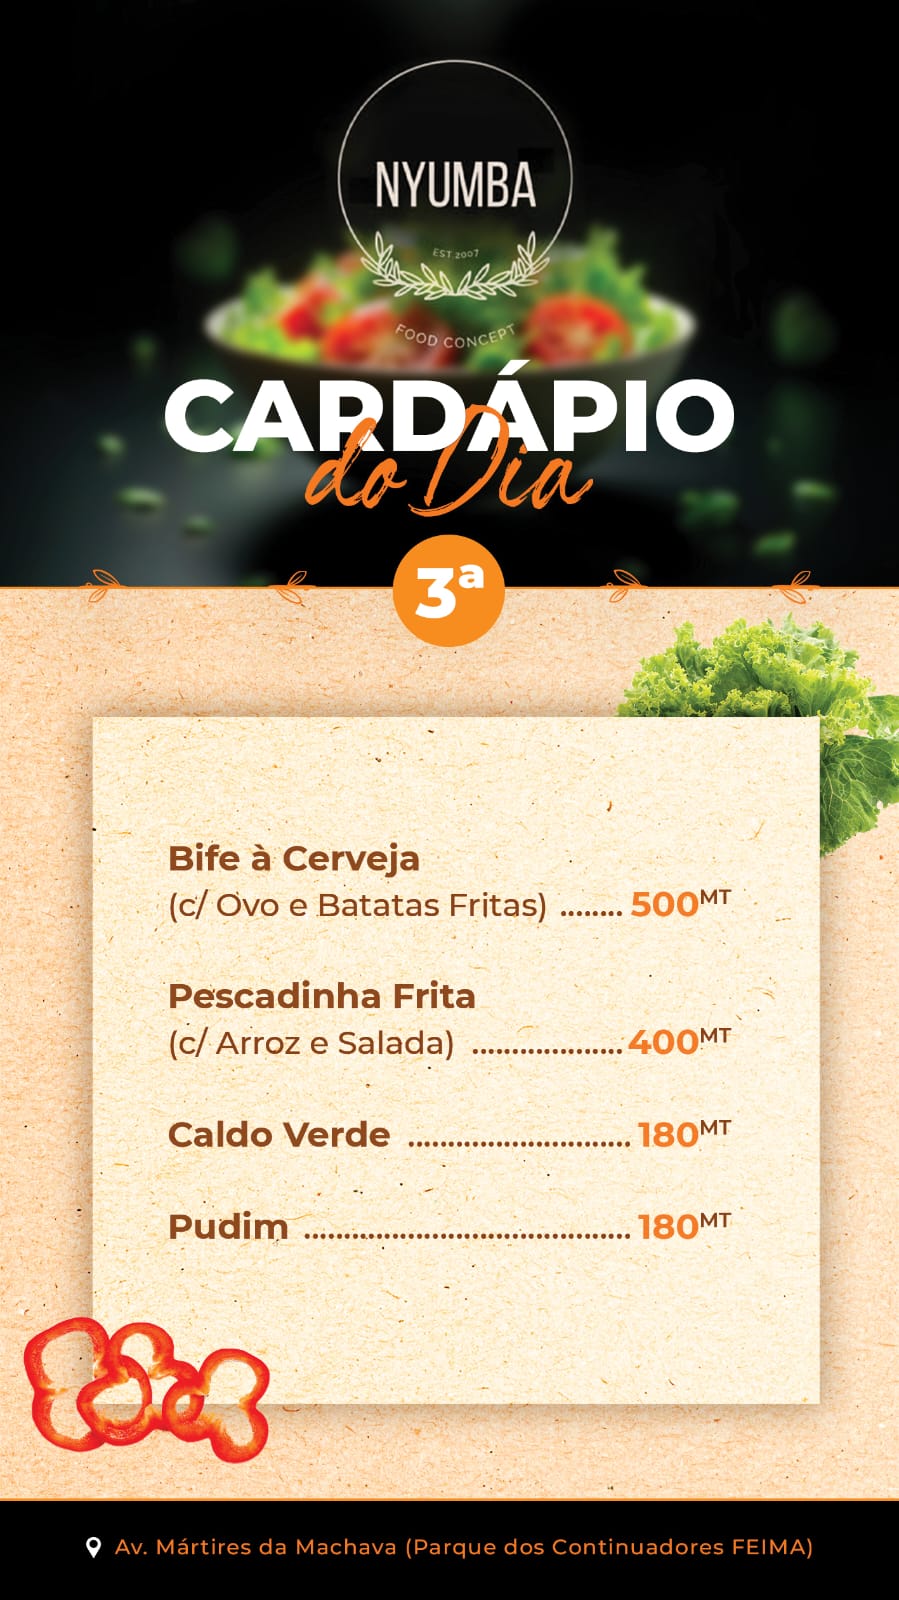 NYUMBA
EST.2007
FOOD CONCEPT
CARDÁPIO
do Dia
3ª
Bife à Cerveja
(c/ Ovo e Batatas Fritas) ........ 500MT
Pescadinha Frita
(c/ Arroz e Salada) ................... 400MT
Caldo Verde ............................ 180MT
Pudim ......................................... 180MT
Av. Mártires da Machava (Parque dos Continuadores FEIMA)